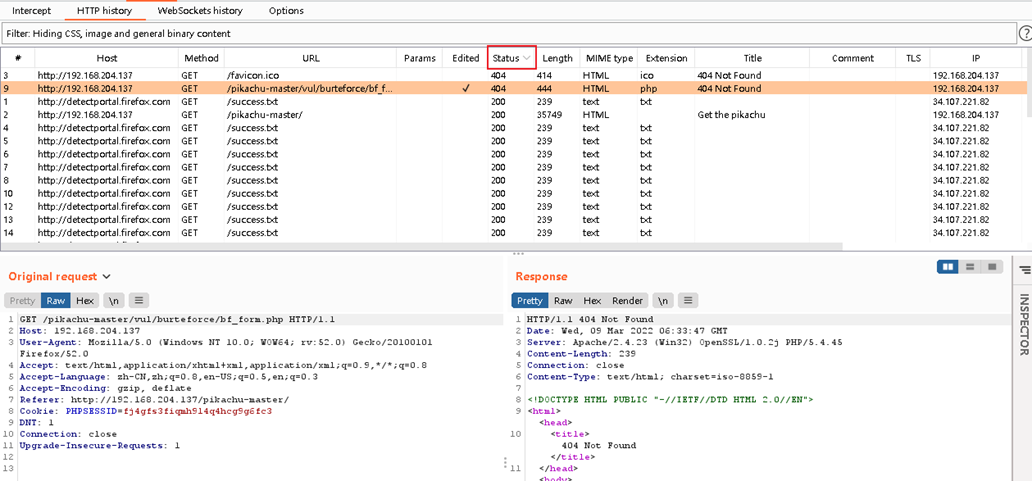 Intercept HTTP history WebSockets history Options
Filter: Hiding CSS, image and general binary content
# Host Method URL Params Edited Status Length MIME type Extension Title Comment TLS IP
3 http://192.168.204.137 GET /favicon.ico 404 414 HTML ico 404 Not Found 192.168.204.137
9 http://192.168.204.137 GET /pikachu-master/vul/burteforce/bf_f... ✓ 404 444 HTML php 404 Not Found 192.168.204.137
1 http://detectportal.firefox.com GET /success.txt 200 239 text txt 34.107.221.82
2 http://192.168.204.137 GET /pikachu-master/ 200 35749 HTML Get the pikachu 192.168.204.137
4 http://detectportal.firefox.com GET /success.txt 200 239 text txt 34.107.221.82
5 http://detectportal.firefox.com GET /success.txt 200 239 text txt 34.107.221.82
6 http://detectportal.firefox.com GET /success.txt 200 239 text txt 34.107.221.82
7 http://detectportal.firefox.com GET /success.txt 200 239 text txt 34.107.221.82
8 http://detectportal.firefox.com GET /success.txt 200 239 text txt 34.107.221.82
10 http://detectportal.firefox.com GET /success.txt 200 239 text txt 34.107.221.82
12 http://detectportal.firefox.com GET /success.txt 200 239 text txt 34.107.221.82
13 http://detectportal.firefox.com GET /success.txt 200 239 text txt 34.107.221.82
14 http://detectportal.firefox.com GET /success.txt 200 239 text txt 34.107.221.82
Original request
Pretty Raw Hex \n
1 GET /pikachu-master/vul/burteforce/bf_form.php HTTP/1.1
2 Host: 192.168.204.137
3 User-Agent: Mozilla/5.0 (Windows NT 10.0; WOW64; rv:52.0) Gecko/20100101
Firefox/52.0
4 Accept: text/html,application/xhtml+xml,application/xml;q=0.9,*/*;q=0.8
5 Accept-Language: zh-CN,zh;q=0.8,en-US;q=0.5,en;q=0.3
6 Accept-Encoding: gzip, deflate
7 Referer: http://192.168.204.137/pikachu-master/
8 Cookie: PHPSESSID=fj4gfs3fiqmh914q4hcg9g6fc3
9 DNT: 1
10 Connection: close
11 Upgrade-Insecure-Requests: 1
12
13
Response
Pretty Raw Hex Render \n
1 HTTP/1.1 404 Not Found
2 Date: Wed, 09 Mar 2022 06:33:47 GMT
3 Server: Apache/2.4.23 (Win32) OpenSSL/1.0.2j PHP/5.4.45
4 Content-Length: 239
5 Connection: close
6 Content-Type: text/html; charset=iso-8859-1
7
8 <!DOCTYPE HTML PUBLIC "-//IETF//DTD HTML 2.0//EN">
9 <html>
<head>
10 <title>
404 Not Found
</title>
11 </head>
<body>
INSPECTOR